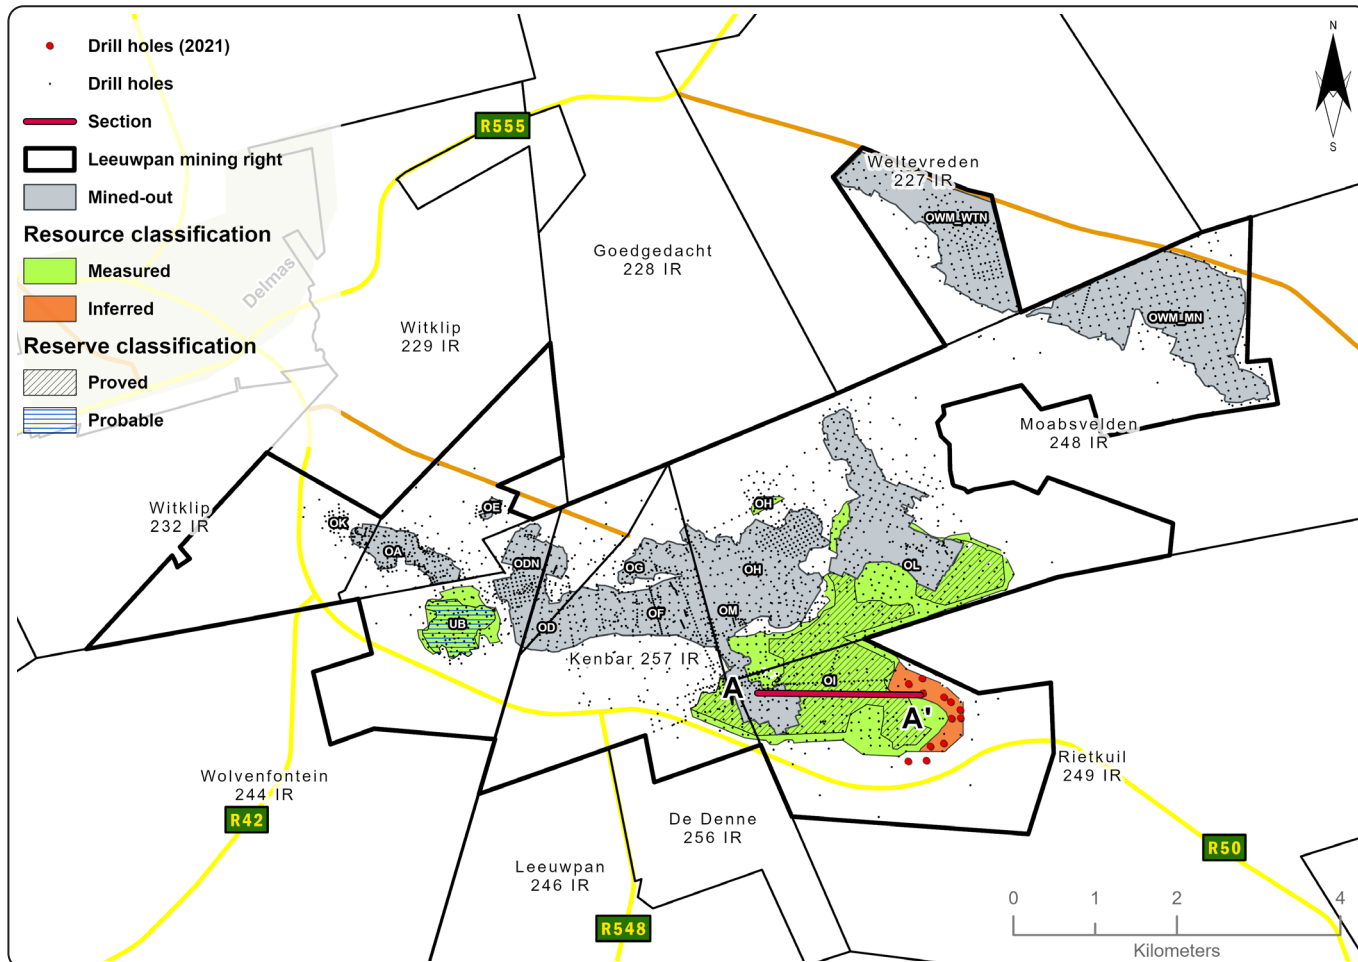 Drill holes (2021)
Drill holes
Section
Leeuwpan mining right
Mined-out
Resource classification
Measured
Inferred
Reserve classification
Proved
Probable
N
S
R555
Delmas
Weltevreden
227 IR
OWM_WTN
Goedgedacht
228 IR
OWM_MN
Witklip
229 IR
Moabsvelden
248 IR
Witklip
232 IR
OK
OE
OH
OA
ODN
OG
OH
OL
UB
OD
OF
OM
Kenbar 257 IR
OI
A
A'
Rietkuil
249 IR
Wolvenfontein
244 IR
R42
De Denne
256 IR
R50
Leeuwpan
246 IR
R548
0
1
2
4
Kilometers